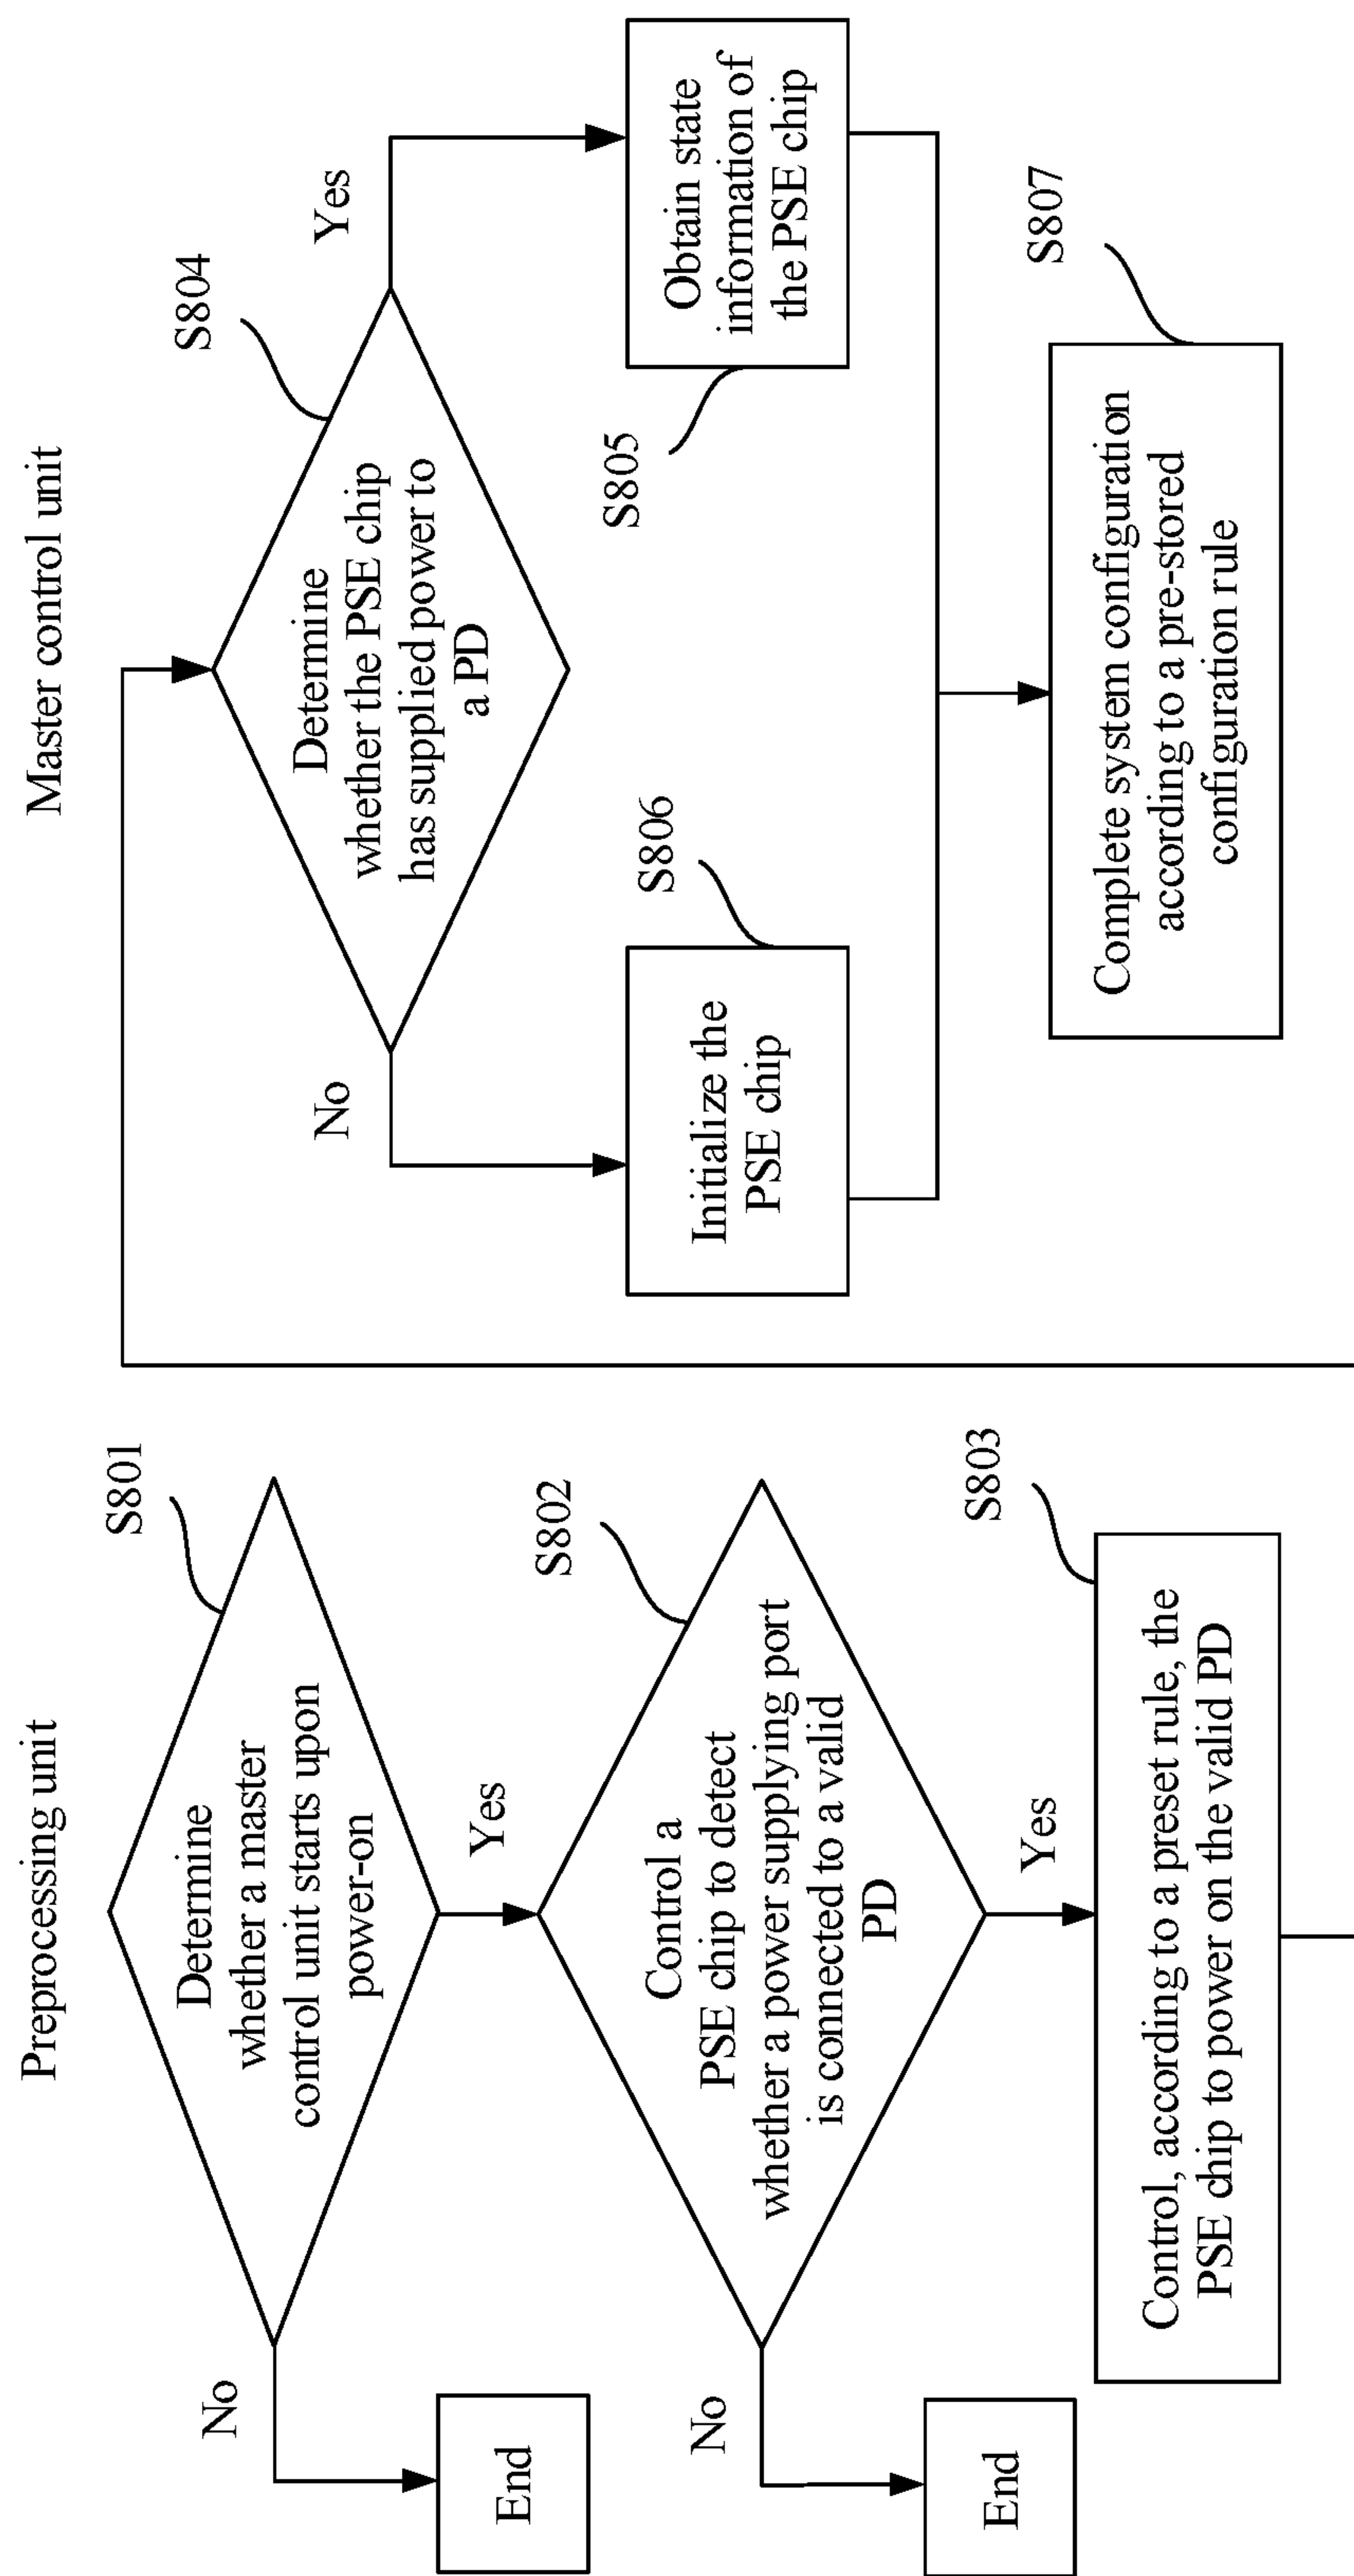 Preprocessing unit
S801
Determine
whether a master
control unit starts upon
power-on
No
End
Yes
S802
Control a
PSE chip to detect
whether a power supplying port
is connected to a valid
PD
No
End
Yes
S803
Control, according to a preset rule, the
PSE chip to power on the valid PD
Master control unit
S804
Determine
whether the PSE chip
has supplied power to
a PD
No
Yes
S806
Initialize the
PSE chip
S805
Obtain state
information of
the PSE chip
S807
Complete system configuration
according to a pre-stored
configuration rule